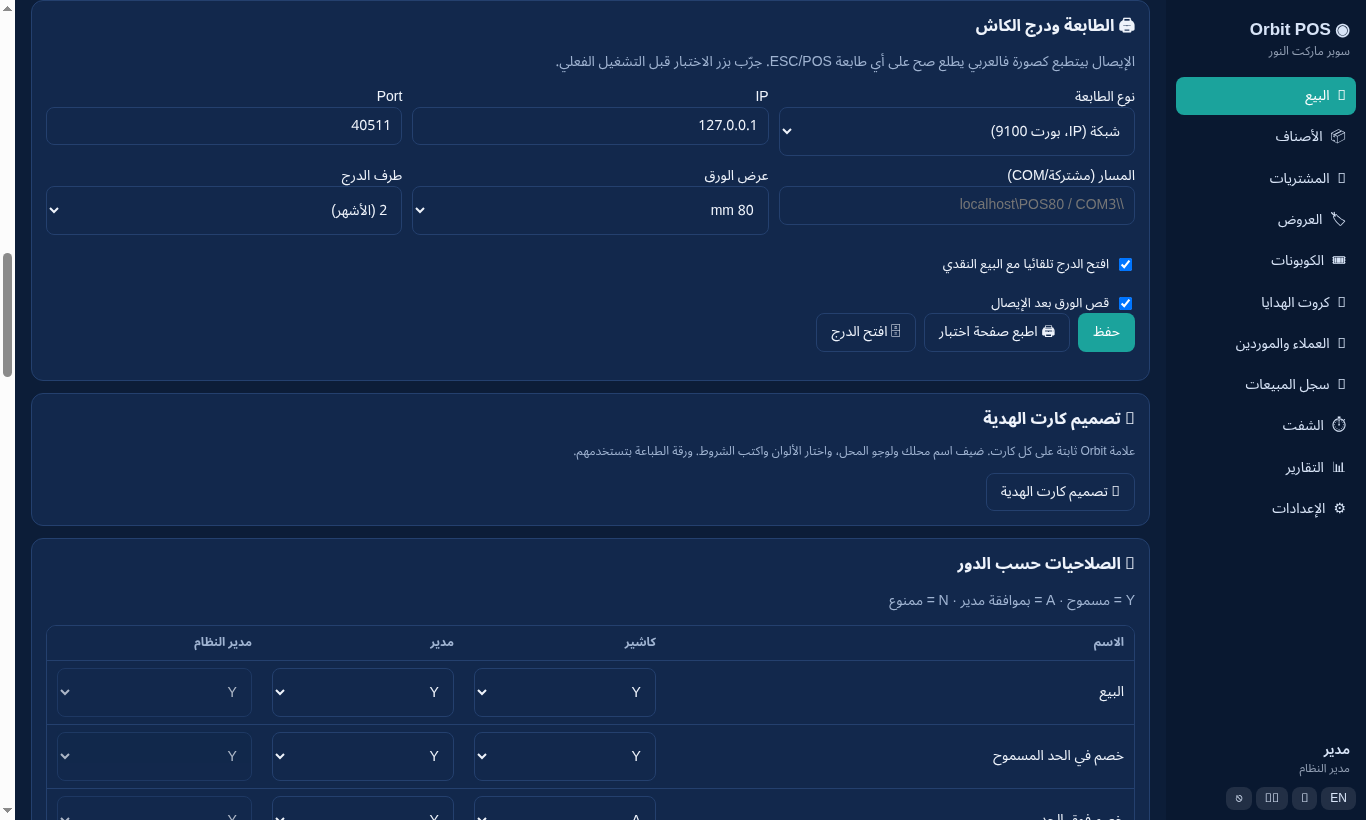 ◉ Orbit POS
سوبر ماركت النور
البيع
📦 الأصناف
المشتريات
🏷 العروض
🎟 الكوبونات
كروت الهدايا
العملاء والموردين
سجل المبيعات
⏱ الشفت
📊 التقارير
⚙ الإعدادات
مدير
مدير النظام
EN
🖨 الطابعة ودرج الكاش
الإيصال بيتطبع كصورة فالعربي يطلع صح على أي طابعة ESC/POS. جرّب بزر الاختبار قبل التشغيل الفعلي.
نوع الطابعة
شبكة (IP، بورت 9100)
IP
127.0.0.1
Port
40511
المسار (مشتركة/COM)
\\localhost\POS80 / COM3
عرض الورق
80 mm
طرف الدرج
2 (الأشهر)
افتح الدرج تلقائيا مع البيع النقدي
قص الورق بعد الإيصال
حفظ
🖨 اطبع صفحة اختبار
🗄 افتح الدرج
تصميم كارت الهدية
علامة Orbit ثابتة على كل كارت. ضيف اسم محلك ولوجو المحل، واختار الألوان واكتب الشروط. ورقة الطباعة بتستخدمهم.
تصميم كارت الهدية
الصلاحيات حسب الدور
Y = مسموح · A = بموافقة مدير · N = ممنوع
الاسم كاشير مدير مدير النظام
البيع Y Y Y
خصم في الحد المسموح Y Y Y
خصم فوق الحد A Y Y